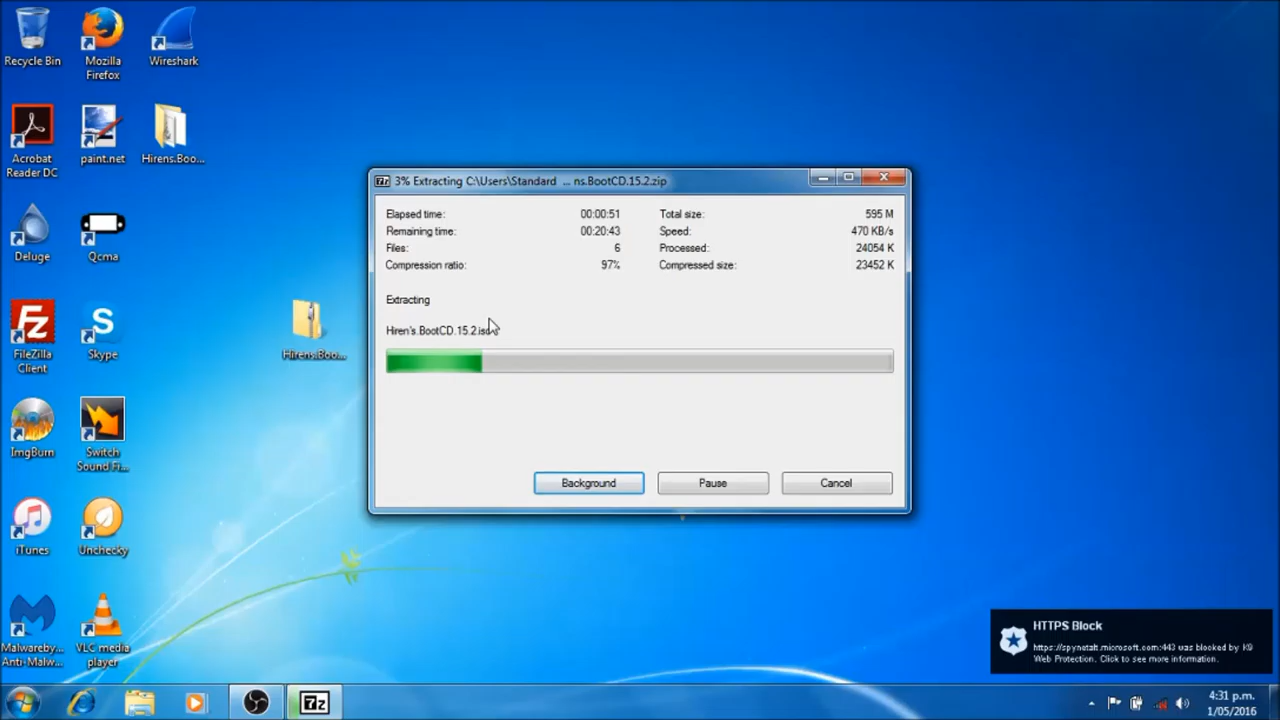 Recycle Bin
Mozilla
Firefox
Wireshark
Acrobat
Reader DC
paint.net
Hirens.Boo...
Deluge
Qcma
FileZilla
Client
Skype
Hirens.Boo...
ImgBurn
Switch
Sound Fi...
iTunes
Unchecky
Malwareby...
Anti-Malw...
VLC media
player
7z 3% Extracting C:\Users\Standard ... ns.BootCD.15.2.zip
Elapsed time: 00:00:51 Total size: 595 M
Remaining time: 00:20:43 Speed: 470 KB/s
Files: 6 Processed: 24054 K
Compression ratio: 97% Compressed size: 23452 K
Extracting
Hiren's.BootCD.15.2.iso
Background Pause Cancel
HTTPS Block
https://spynetalt.microsoft.com:443 was blocked by K9
Web Protection. Click to see more information.
7z
4:31 p.m.
1/05/2016